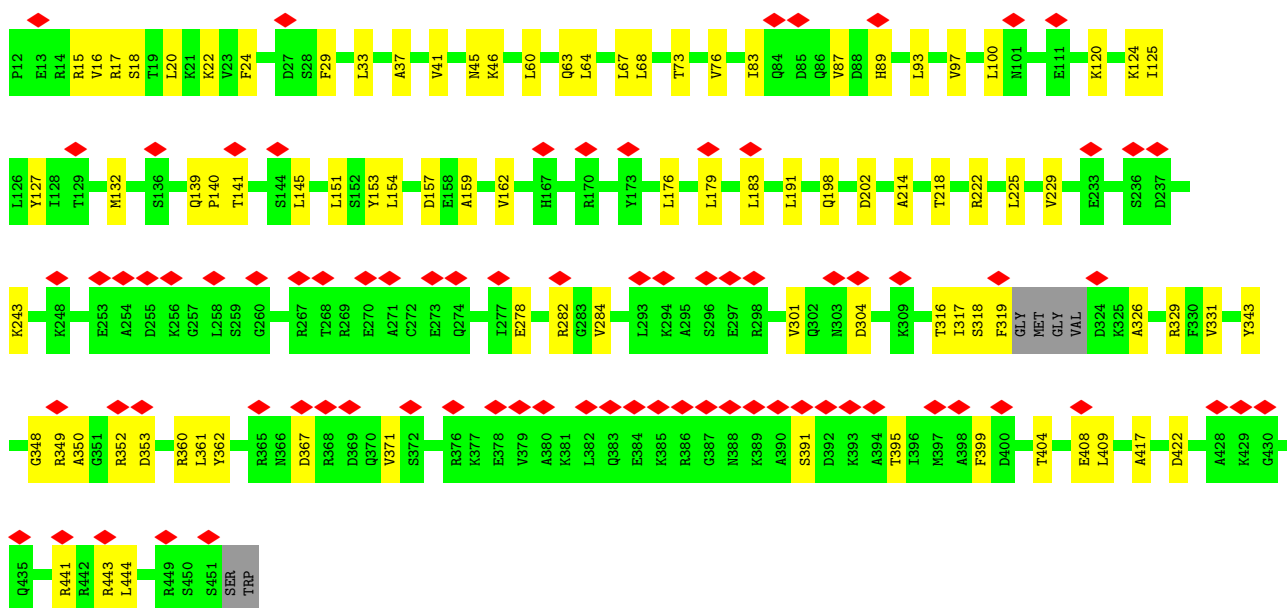 P12 E13 R14 R15 V16 R17 S18 T19 L20 K21 K22 V23 F24 D27 S28 F29 L33 A37 V41 N45 K46 L60 Q63 L64 L67 L68 T73 V76 I83 Q84 D85 Q86 V87 D88 H89 L93 V97 L100 N101 E111 K120 K124 I125
L126 Y127 I128 T129 M132 S136 Q139 P140 T141 S144 L145 L151 S152 Y153 L154 D157 E158 A159 V162 H167 R170 Y173 L176 L179 L183 L191 Q198 D202 A214 T218 R222 L225 V229 E233 S236 D237
K243 K248 E253 A254 D255 K256 G257 L258 S259 G260 R267 T268 R269 E270 A271 C272 E273 Q274 I277 E278 R282 G283 V284 L293 K294 A295 S296 E297 R298 V301 Q302 N303 D304 K309 T316 I317 S318 F319 GLY MET GLY VAL D324 K325 A326 R329 F330 V331 Y343
G348 R349 A350 G351 R352 D353 R360 L361 Y362 R365 N366 D367 R368 D369 Q370 V371 S372 R376 K377 E378 V379 A380 K381 L382 Q383 E384 K385 R386 G387 N388 K389 A390 S391 D392 K393 A394 T395 I396 M397 A398 F399 D400 T404 E408 L409 A417 D422 A428 K429 G430
Q435 R441 R442 R443 L444 R449 S450 S451 SER TRP